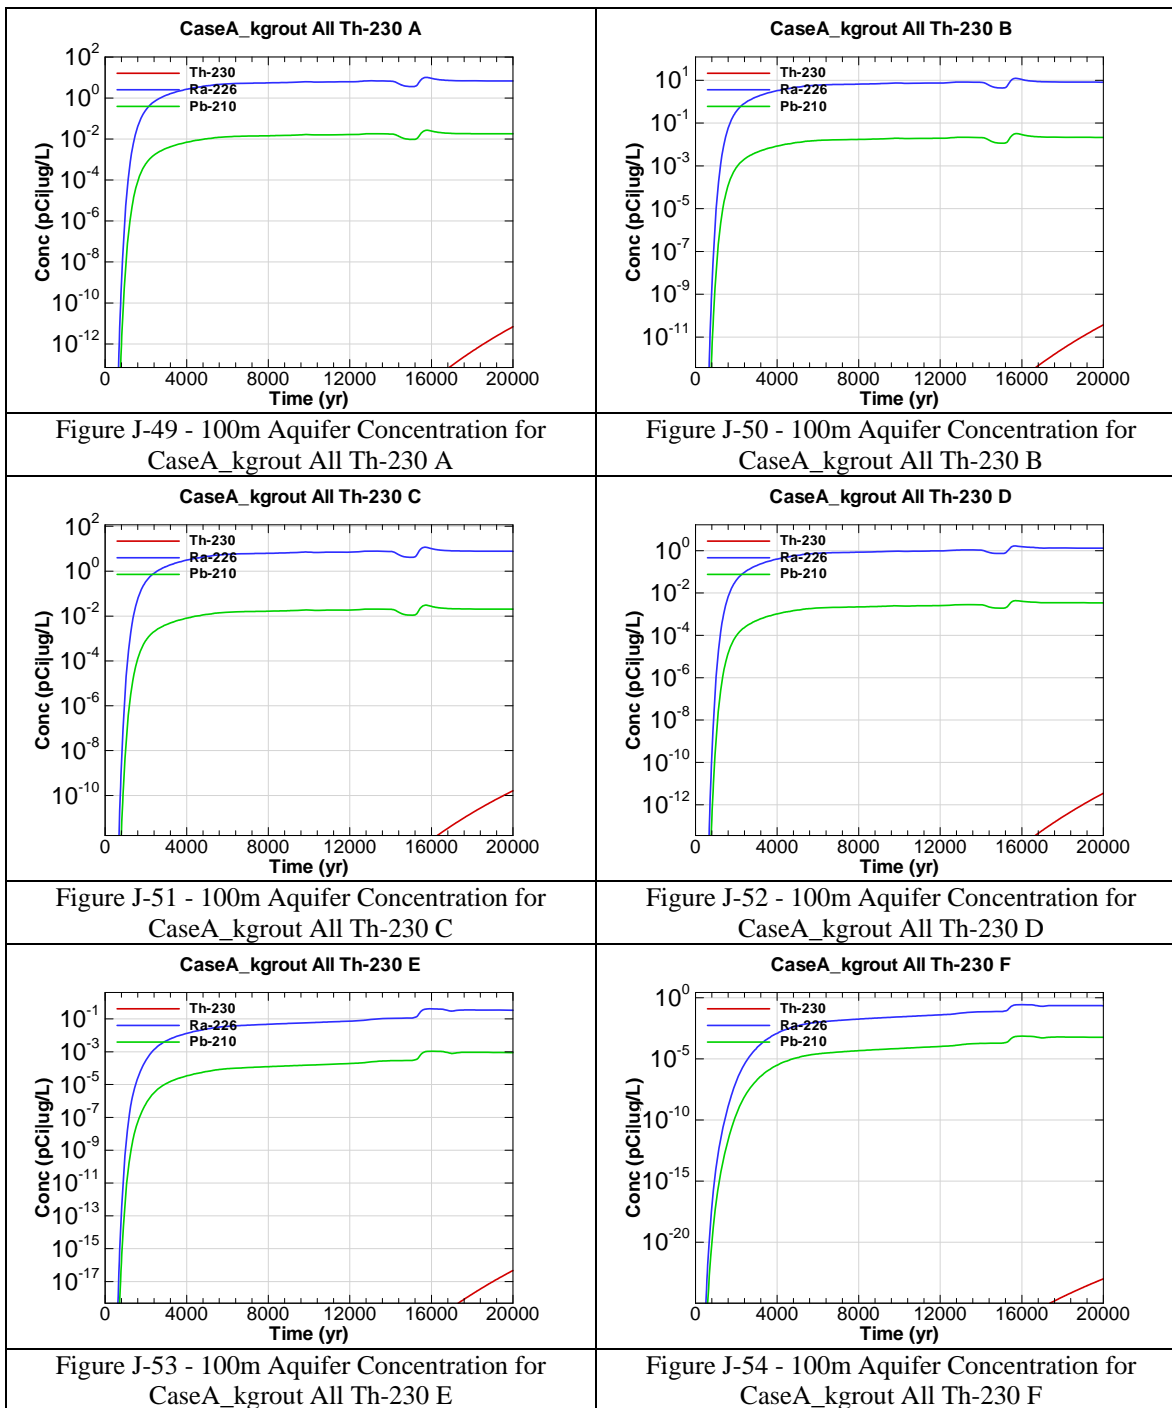 CaseA_kgrout All Th-230 A
Conc (pCi|ug/L)
10^2
10^0
10^-2
10^-4
10^-6
10^-8
10^-10
10^-12
Th-230
Ra-226
Pb-210
0 4000 8000 12000 16000 20000
Time (yr)
Figure J-49 - 100m Aquifer Concentration for
CaseA_kgrout All Th-230 A
CaseA_kgrout All Th-230 B
Conc (pCi|ug/L)
10^1
10^-1
10^-3
10^-5
10^-7
10^-9
10^-11
Th-230
Ra-226
Pb-210
0 4000 8000 12000 16000 20000
Time (yr)
Figure J-50 - 100m Aquifer Concentration for
CaseA_kgrout All Th-230 B
CaseA_kgrout All Th-230 C
Conc (pCi|ug/L)
10^2
10^0
10^-2
10^-4
10^-6
10^-8
10^-10
Th-230
Ra-226
Pb-210
0 4000 8000 12000 16000 20000
Time (yr)
Figure J-51 - 100m Aquifer Concentration for
CaseA_kgrout All Th-230 C
CaseA_kgrout All Th-230 D
Conc (pCi|ug/L)
10^0
10^-2
10^-4
10^-6
10^-8
10^-10
10^-12
Th-230
Ra-226
Pb-210
0 4000 8000 12000 16000 20000
Time (yr)
Figure J-52 - 100m Aquifer Concentration for
CaseA_kgrout All Th-230 D
CaseA_kgrout All Th-230 E
Conc (pCi|ug/L)
10^-1
10^-3
10^-5
10^-7
10^-9
10^-11
10^-13
10^-15
10^-17
Th-230
Ra-226
Pb-210
0 4000 8000 12000 16000 20000
Time (yr)
Figure J-53 - 100m Aquifer Concentration for
CaseA_kgrout All Th-230 E
CaseA_kgrout All Th-230 F
Conc (pCi|ug/L)
10^0
10^-5
10^-10
10^-15
10^-20
Th-230
Ra-226
Pb-210
0 4000 8000 12000 16000 20000
Time (yr)
Figure J-54 - 100m Aquifer Concentration for
CaseA_kgrout All Th-230 F